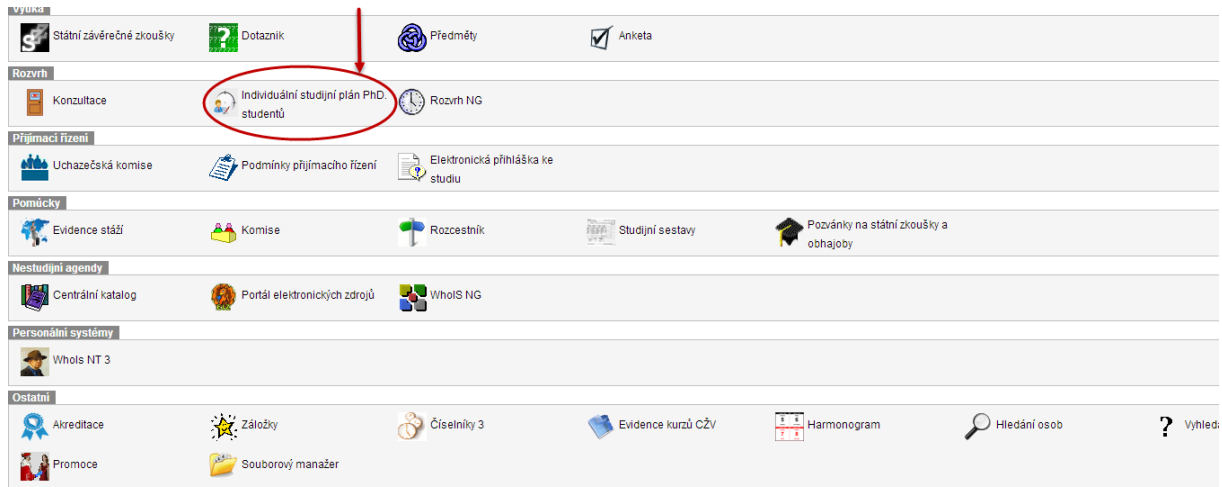 Výuka
Státní závěrečné zkoušky
Dotaznik
Předměty
Anketa
Rozvrh
Konzultace
Individuální studijní plán PhD.
studentů
Rozvrh NG
Přijímací řízení
Uchazečská komise
Podmínky přijímacího řízení
Elektronická přihláška ke
studiu
Pomůcky
Evidence stáží
Komise
Rozcestník
Studijní sestavy
Pozvánky na státní zkoušky a
obhajoby
Nestudijní agendy
Centrální katalog
Portál elektronických zdrojů
WhoIS NG
Personální systémy
WhoIs NT 3
Ostatní
Akreditace
Záložky
Číselníky 3
Evidence kurzů CŽV
Harmonogram
Hledání osob
Vyhledá
Promoce
Souborový manažer